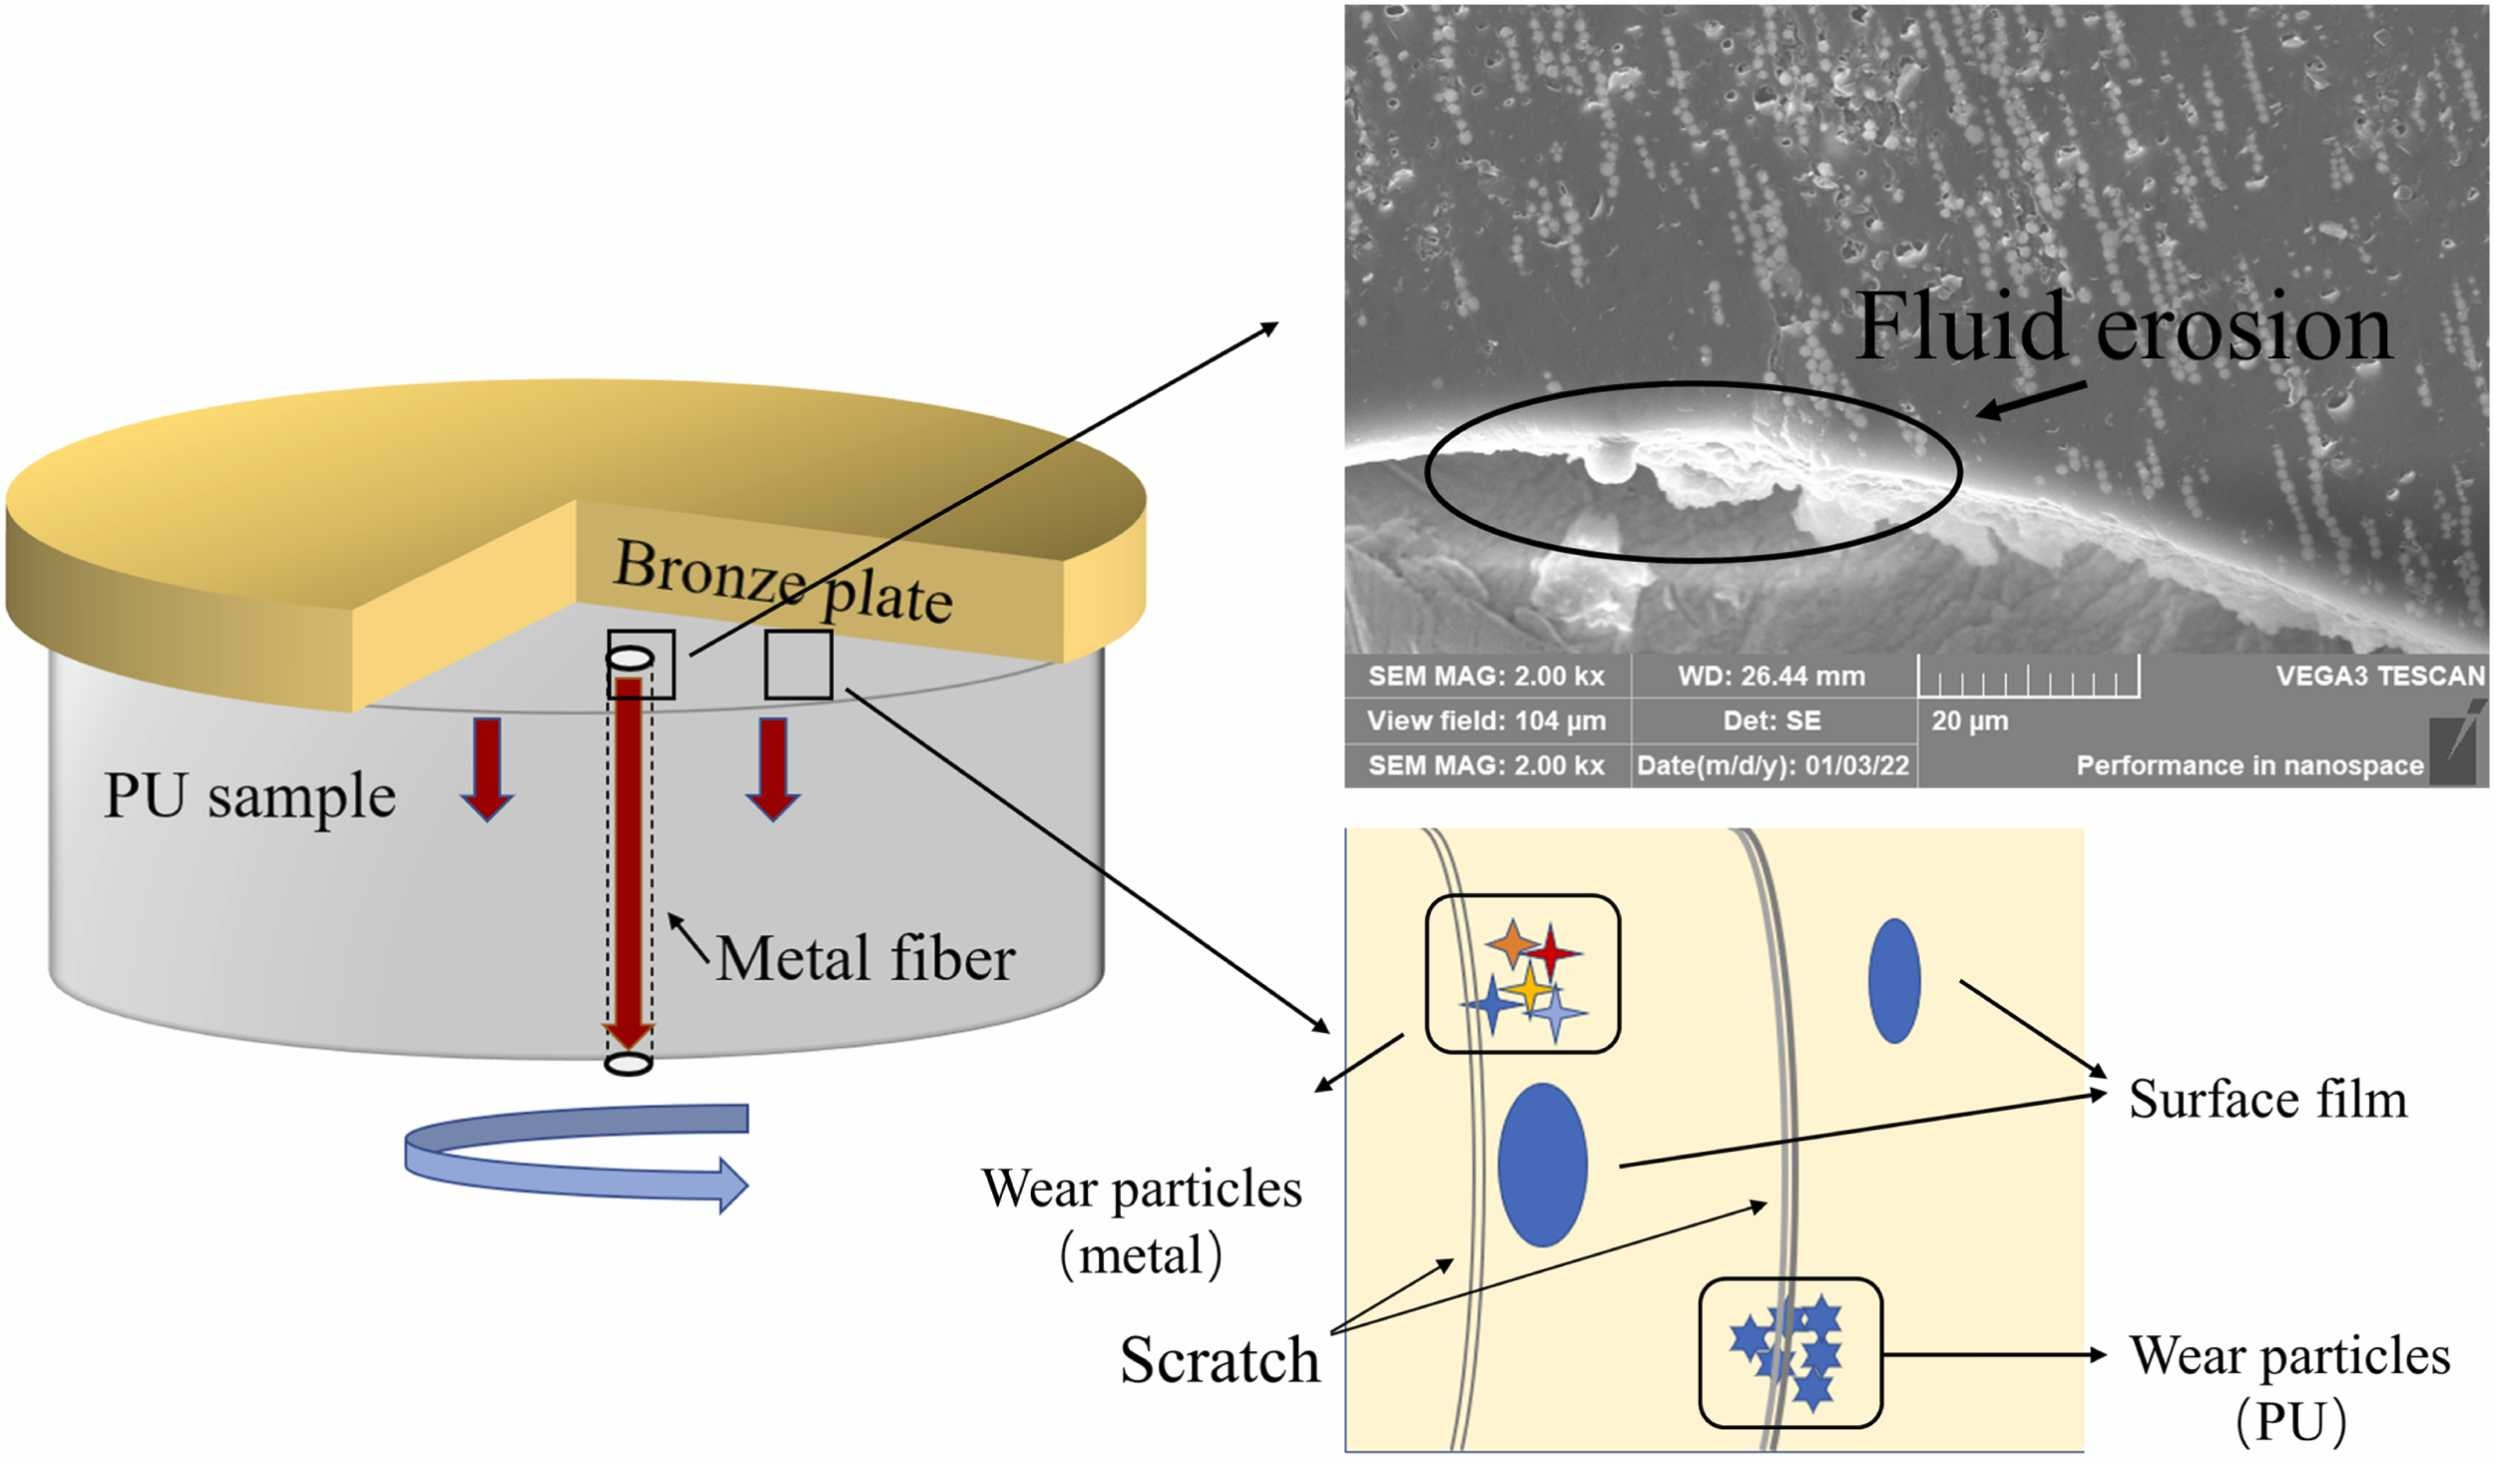 Fluid erosion
SEM MAG: 2.00 kx
WD: 26.44 mm
VEGA3 TESCAN
View field: 104 µm
Det: SE
20 µm
SEM MAG: 2.00 kx
Date(m/d/y): 01/03/22
Performance in nanospace
Bronze plate
PU sample
Metal fiber
Surface film
Wear particles
(metal)
Scratch
Wear particles
(PU)